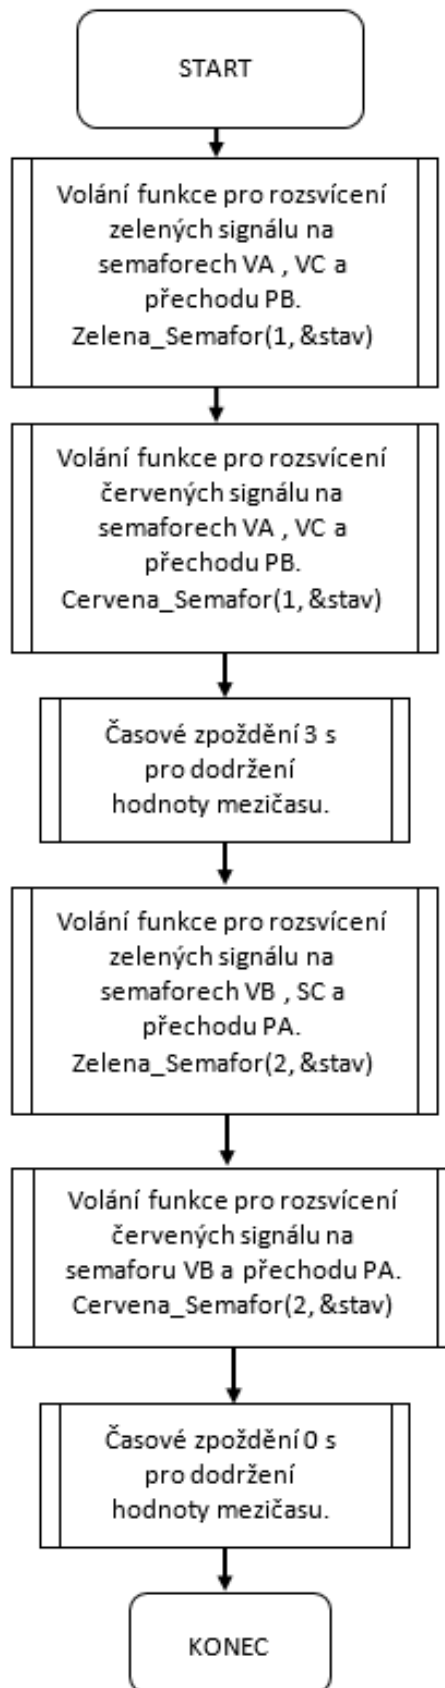 START
Volání funkce pro rozsvícení
zelených signálu na
semaforech VA , VC a
přechodu PB.
Zelena_Semafor(1, &stav)
Volání funkce pro rozsvícení
červených signálu na
semaforech VA , VC a
přechodu PB.
Cervena_Semafor(1, &stav)
Časové zpoždění 3 s
pro dodržení
hodnoty mezičasu.
Volání funkce pro rozsvícení
zelených signálu na
semaforech VB , SC a
přechodu PA.
Zelena_Semafor(2, &stav)
Volání funkce pro rozsvícení
červených signálu na
semaforu VB a přechodu PA.
Cervena_Semafor(2, &stav)
Časové zpoždění 0 s
pro dodržení
hodnoty mezičasu.
KONEC